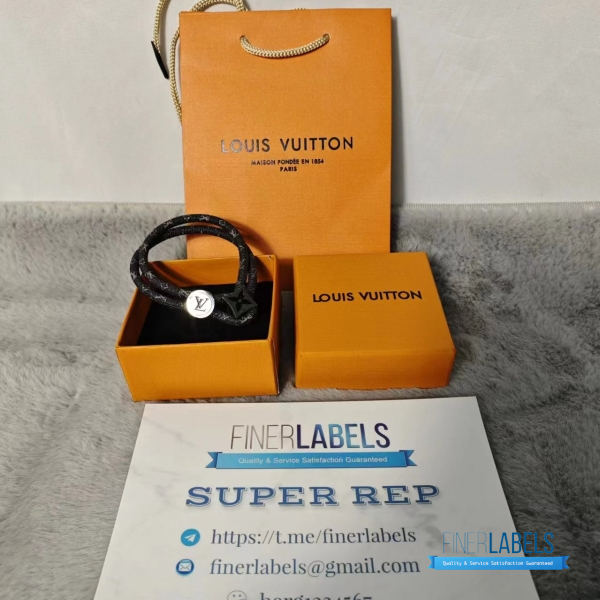 LOUIS VUITTON
MAISON FONDÉE EN 1854
PARIS
LV
LOUIS VUITTON
FINERLABELS
Quality & Service Satisfaction Guaranteed
SUPER REP
https://t.me/finerlabels
finerlabels@gmail.com
FINERLABELS
Quality & Service Satisfaction Guaranteed